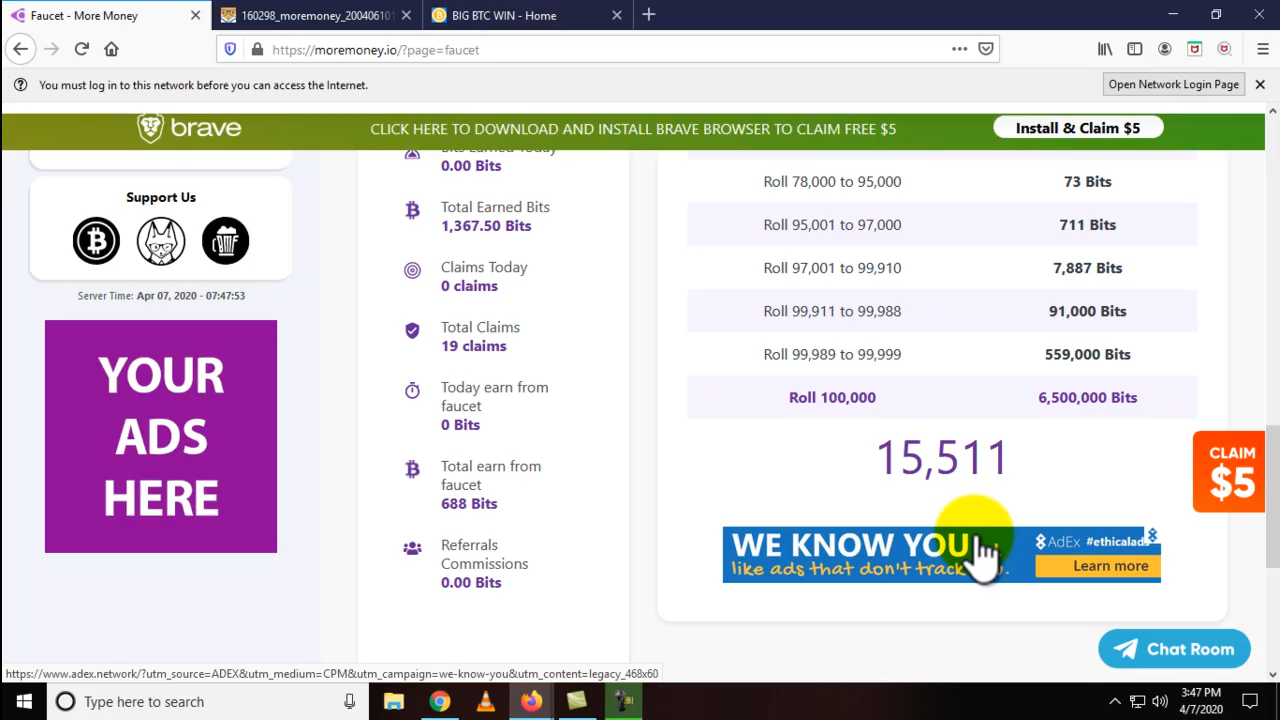 Faucet - More Money
160298_moremoney_200406101
BIG BTC WIN - Home
https://moremoney.io/?page=faucet
You must log in to this network before you can access the Internet.
Open Network Login Page
brave
CLICK HERE TO DOWNLOAD AND INSTALL BRAVE BROWSER TO CLAIM FREE $5
Install & Claim $5
Support Us
Server Time: Apr 07, 2020 - 07:47:53
YOUR
ADS
HERE
Bits Earned Today
0.00 Bits
Total Earned Bits
1,367.50 Bits
Claims Today
0 claims
Total Claims
19 claims
Today earn from
faucet
0 Bits
Total earn from
faucet
688 Bits
Referrals
Commissions
0.00 Bits
Roll 78,000 to 95,000 73 Bits
Roll 95,001 to 97,000 711 Bits
Roll 97,001 to 99,910 7,887 Bits
Roll 99,911 to 99,988 91,000 Bits
Roll 99,989 to 99,999 559,000 Bits
Roll 100,000 6,500,000 Bits
15,511
WE KNOW YOU
like ads that don't
AdEx #ethicalads
Learn more
CLAIM
$5
Chat Room
https://www.adex.network/?utm_source=ADEX&utm_medium=CPM&utm_campaign=we-know-you&utm_content=legacy_468x60
Type here to search
3:47 PM
4/7/2020